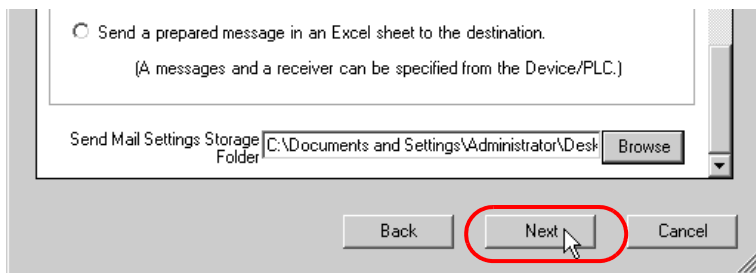 Send a prepared message in an Excel sheet to the destination.
(A messages and a receiver can be specified from the Device/PLC.)
Send Mail Settings Storage Folder C:\Documents and Settings\Administrator\Desk Browse
Back Next Cancel